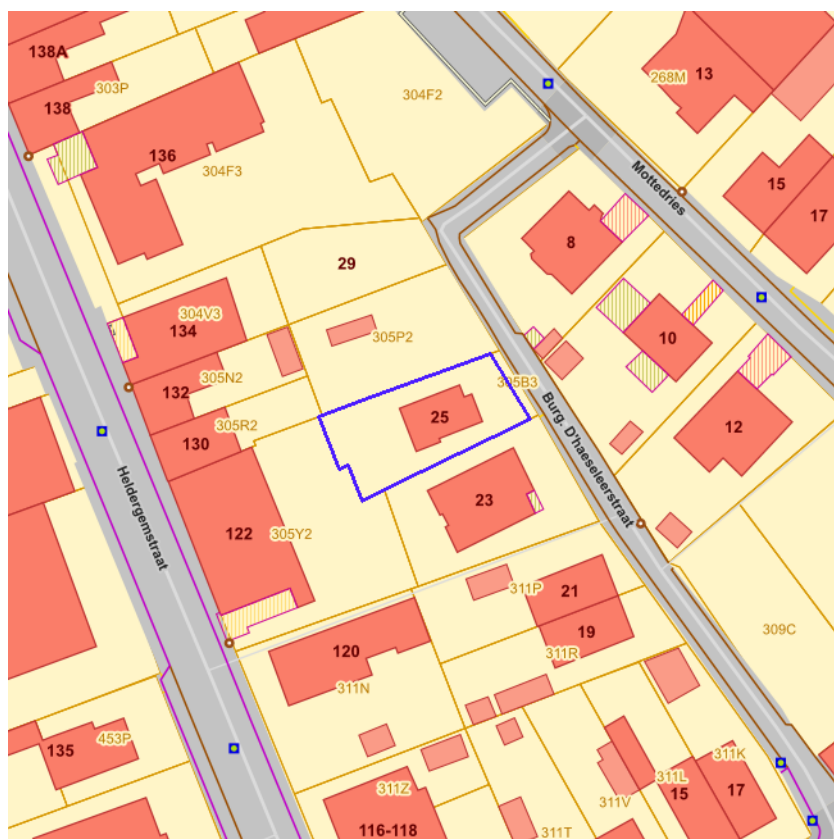 138A
303P
138
136
304F3
304F2
268M
13
Mottedries
15
17
8
29
304V3
134
305P2
10
132
305N2
305B3
25
130
305R2
12
Burg. D'haeseleerstraat
Heldergemstraat
23
122
305Y2
21
311P
19
311R
120
311N
309C
135
453P
311Z
311K
311L
17
15
311V
116-118
311T